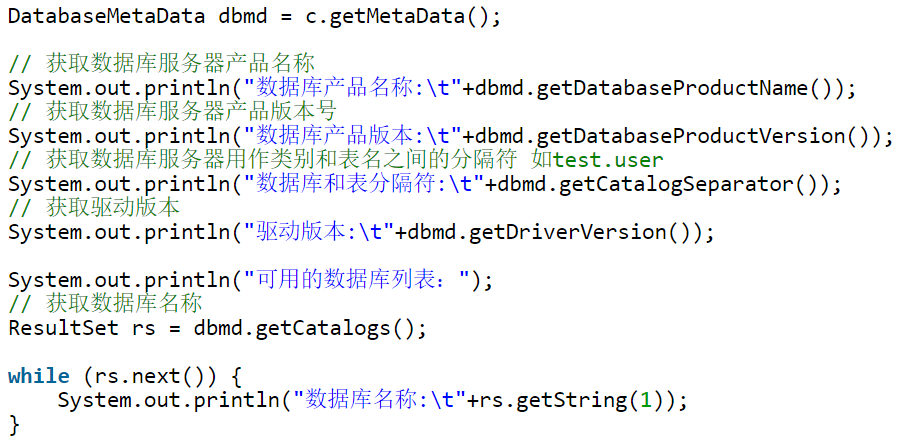 DatabaseMetaData dbmd = c.getMetaData();
// 获取数据库服务器产品名称
System.out.println("数据库产品名称:\t"+dbmd.getDatabaseProductName());
// 获取数据库服务器产品版本号
System.out.println("数据库产品版本:\t"+dbmd.getDatabaseProductVersion());
// 获取数据库服务器用作类别和表名之间的分隔符 如test.user
System.out.println("数据库和表分隔符:\t"+dbmd.getCatalogSeparator());
// 获取驱动版本
System.out.println("驱动版本:\t"+dbmd.getDriverVersion());
System.out.println("可用的数据库列表：");
// 获取数据库名称
ResultSet rs = dbmd.getCatalogs();
while (rs.next()) {
    System.out.println("数据库名称:\t"+rs.getString(1));
}